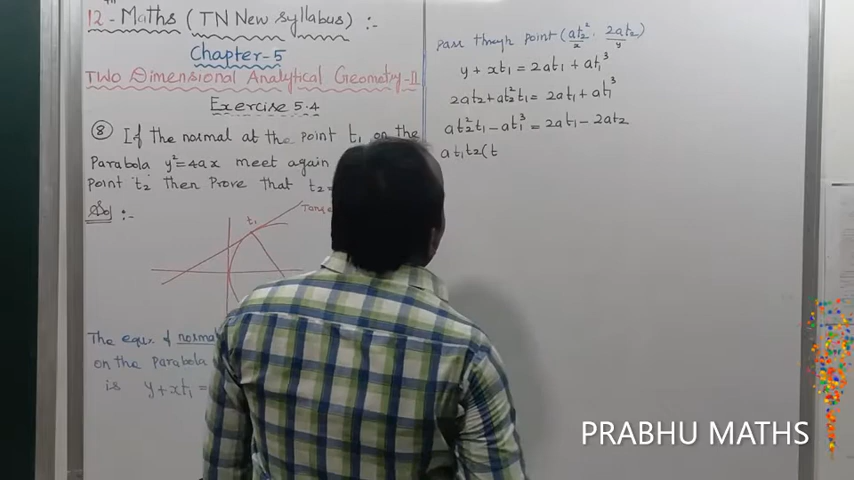 12th - Maths (TN New syllabus) :-
Chapter-5
Two Dimensional Analytical Geometry-II
Exercise 5.4
(8) If the normal at the point t₁ on the
Parabola y²=4ax meet again
point t₂ then Prove that t₂=
Sol :-
t₁
The equn. of normal
on the parabola
is y+xt₁ =
pass through point (at₂², 2at₂)
x y
y+xt₁ = 2at₁ + at₁³
2at₂+at₂²t₁ = 2at₁ + at₁³
at₂²t₁ - at₁³ = 2at₁ - 2at₂
at₁t₂(t
PRABHU MATHS